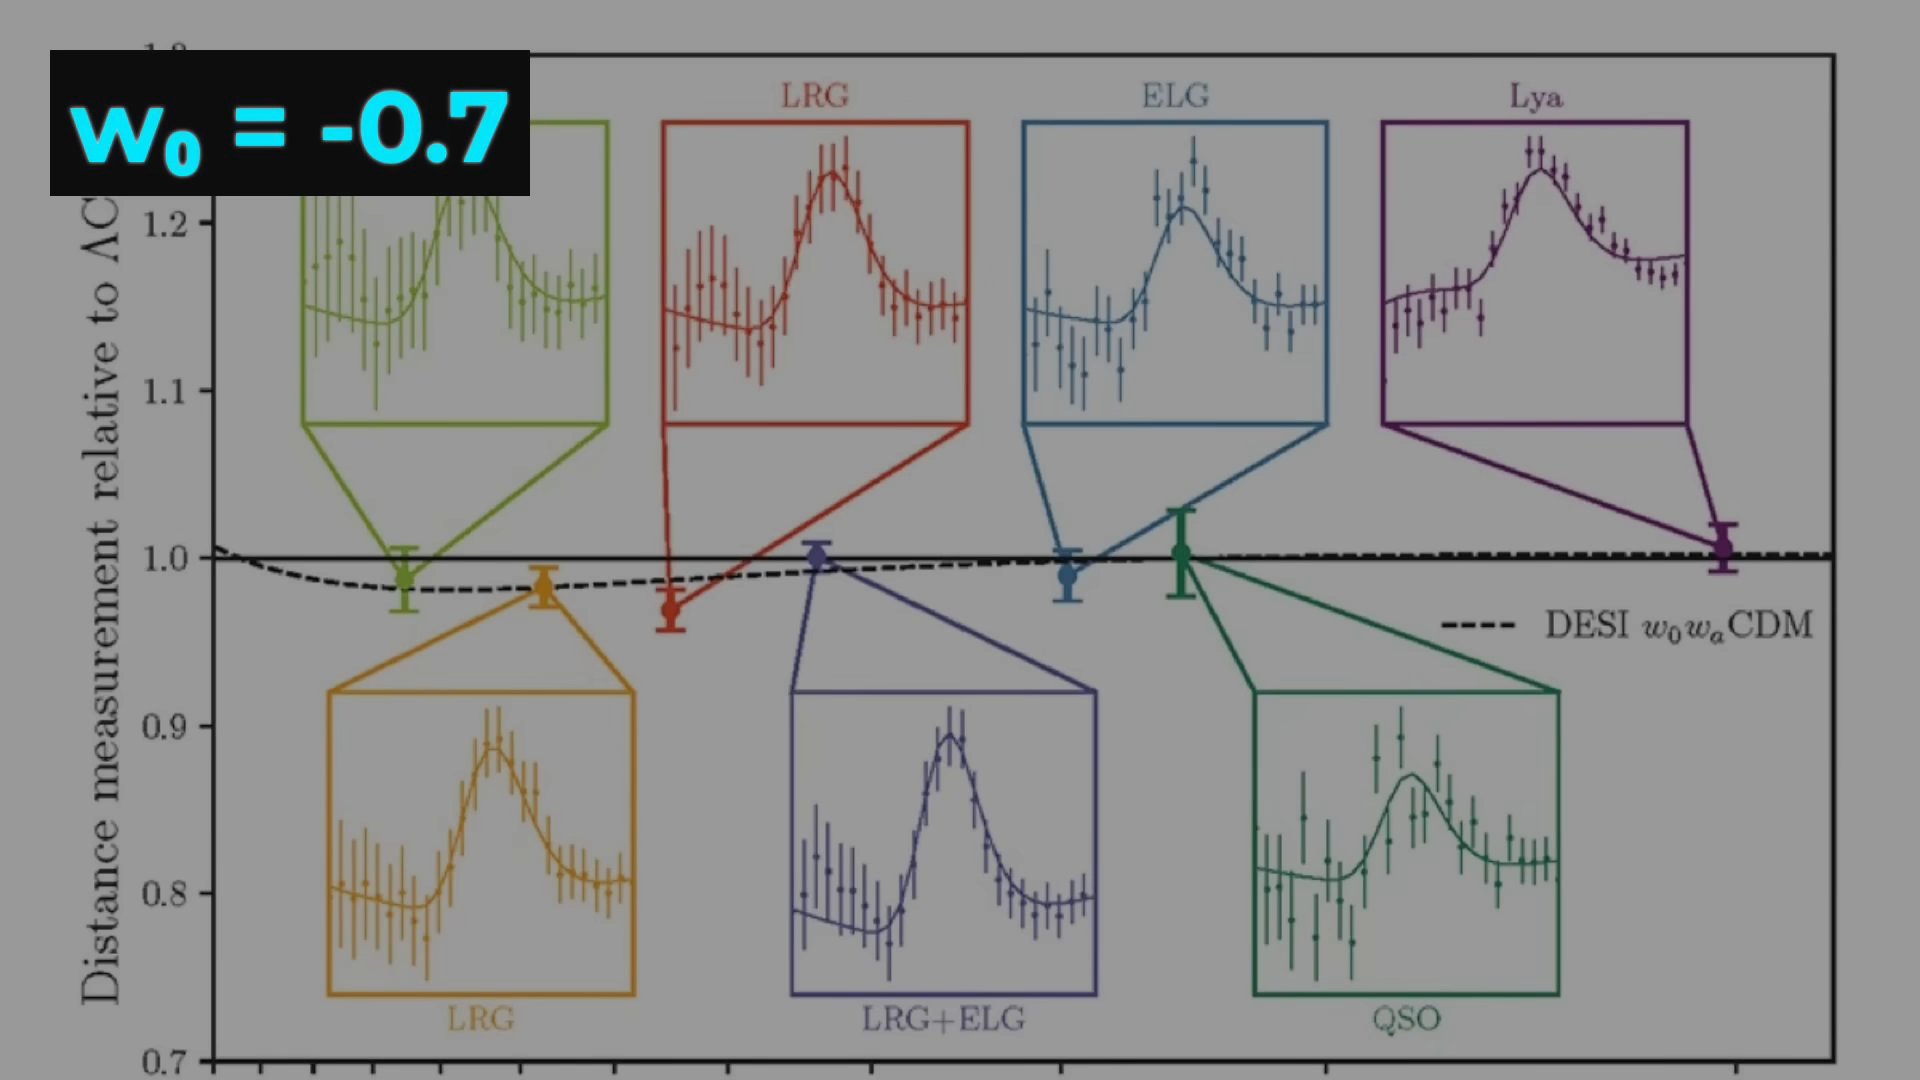 w₀ = -0.7
LRG
ELG
Lya
Distance measurement relative to ΛC
1.2
1.1
1.0
0.9
0.8
0.7
DESI w₀wₐCDM
LRG
LRG+ELG
QSO